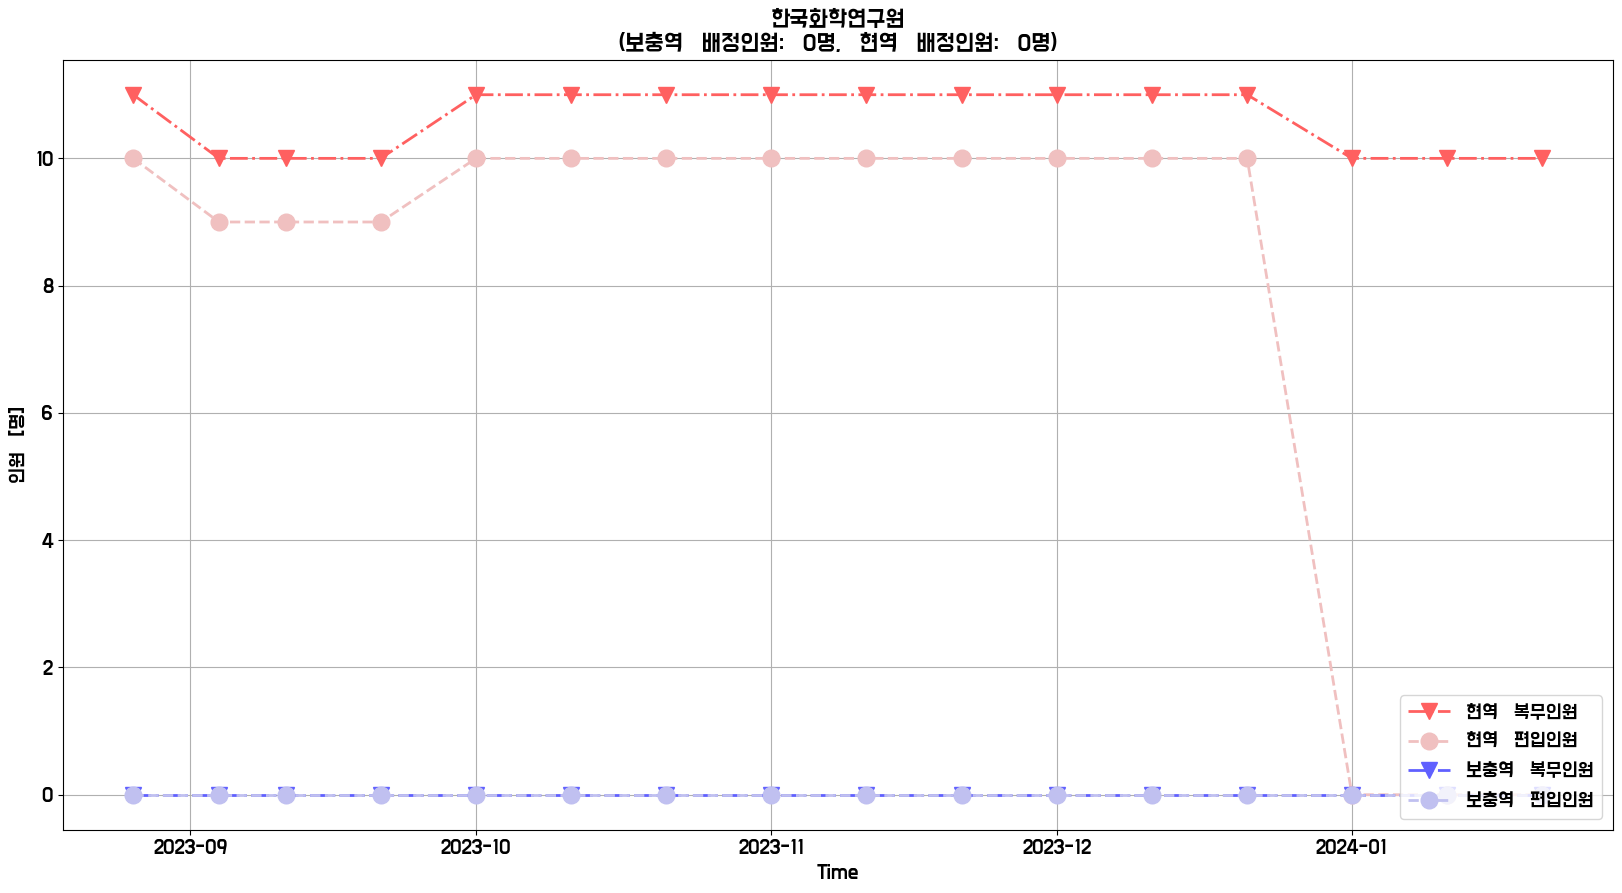 한국화학연구원
(보충역 배정인원: 0명, 현역 배정인원: 0명)
인원 [명]
10
8
6
4
2
0
현역 복무인원
현역 편입인원
보충역 복무인원
보충역 편입인원
2023-09
2023-10
2023-11
2023-12
2024-01
Time